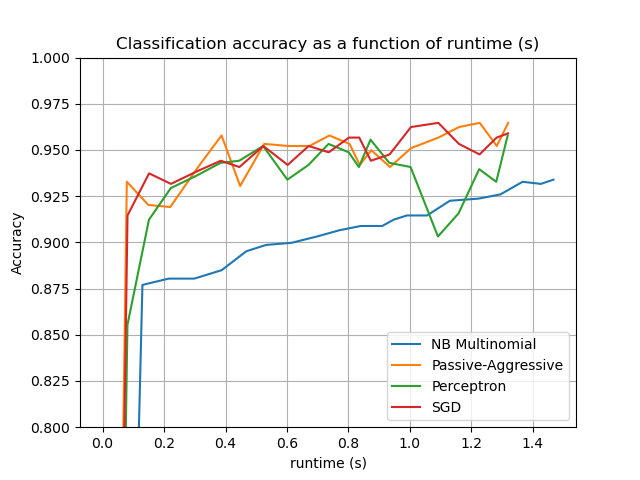 Classification accuracy as a function of runtime (s)
1.000
0.975
0.950
0.925
0.900
0.875
0.850
0.825
0.800
Accuracy
NB Multinomial
Passive-Aggressive
Perceptron
SGD
0.0 0.2 0.4 0.6 0.8 1.0 1.2 1.4
runtime (s)